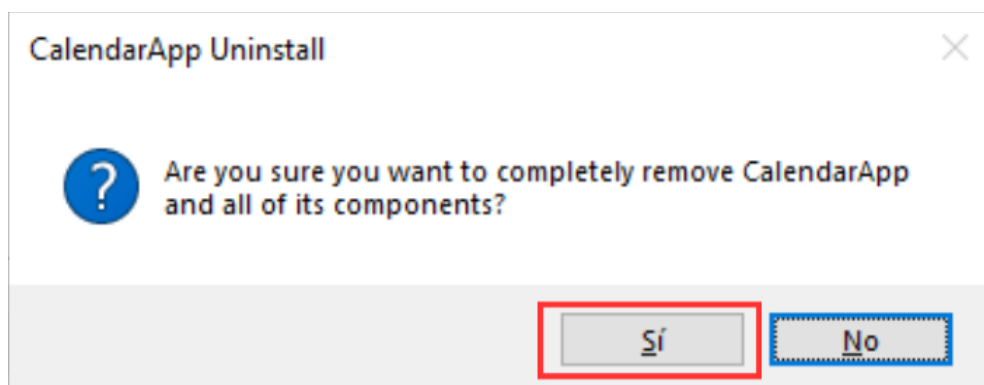 CalendarApp Uninstall
?
Are you sure you want to completely remove CalendarApp
and all of its components?
Sí
No